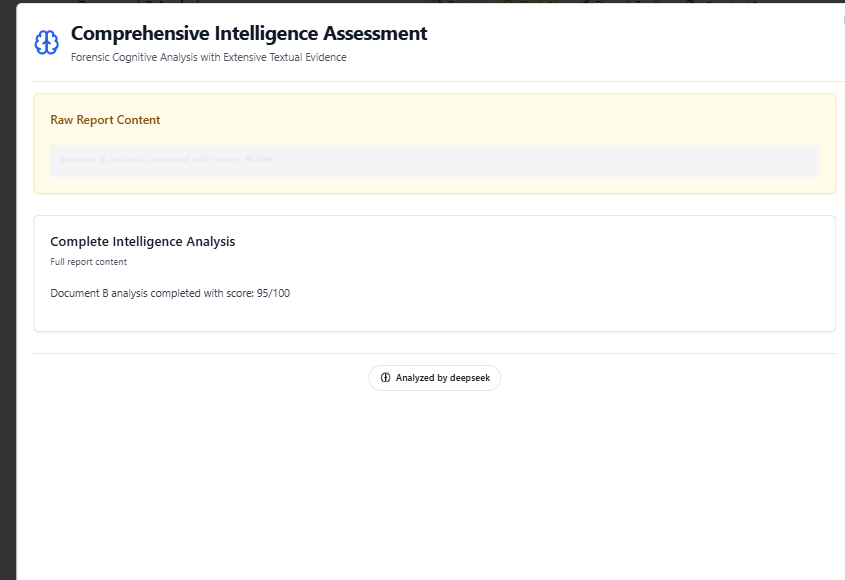 Comprehensive Intelligence Assessment
Forensic Cognitive Analysis with Extensive Textual Evidence
Raw Report Content
Document B analysis completed with score: 95/100
Complete Intelligence Analysis
Full report content
Document B analysis completed with score: 95/100
Analyzed by deepseek